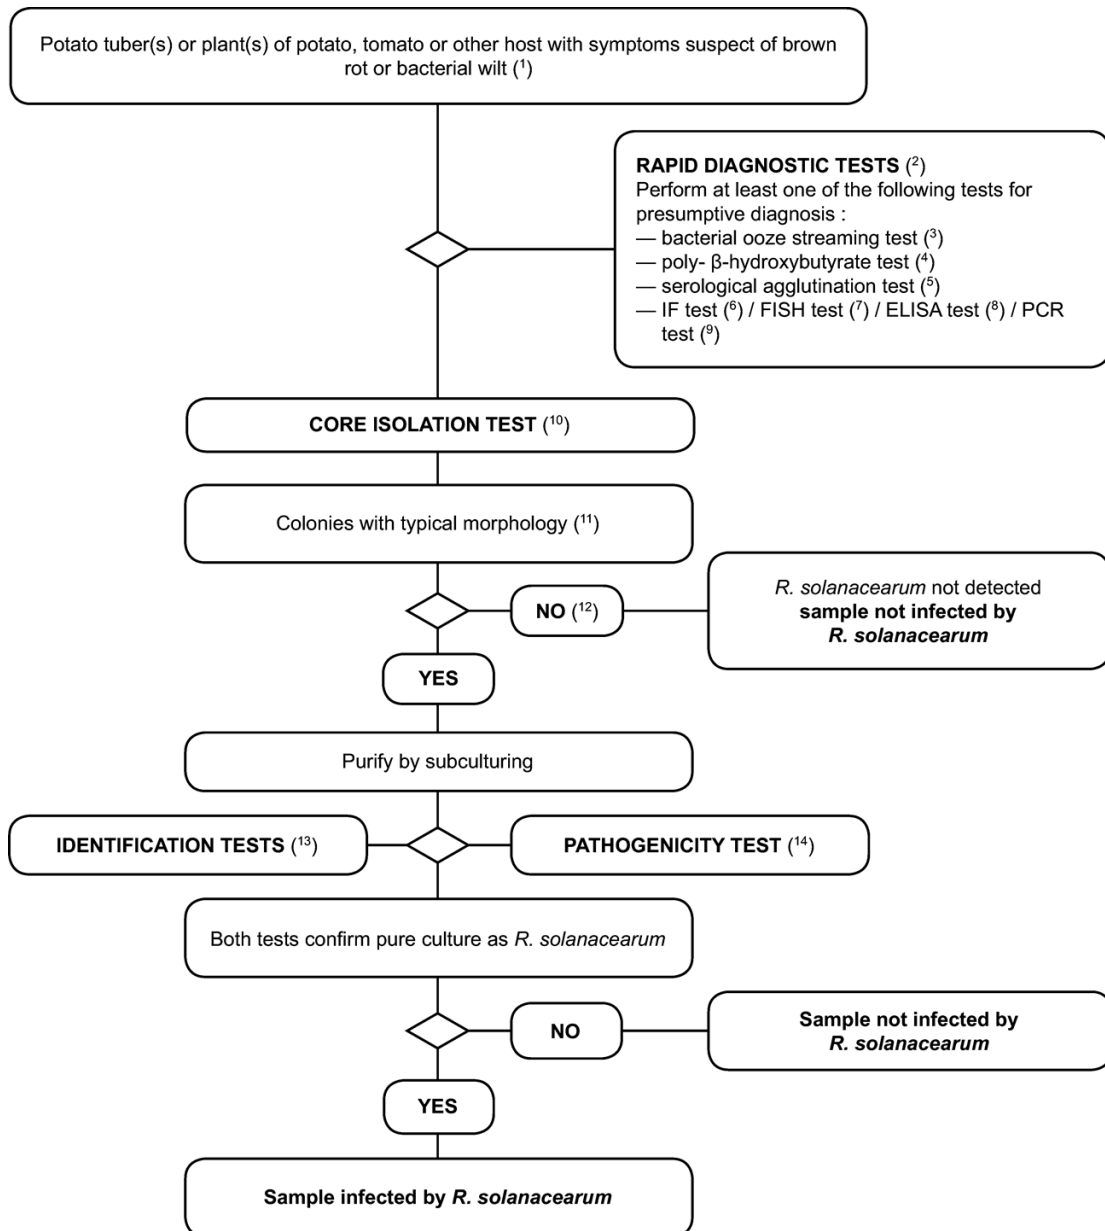 Potato tuber(s) or plant(s) of potato, tomato or other host with symptoms suspect of brown
rot or bacterial wilt (¹)
RAPID DIAGNOSTIC TESTS (²)
Perform at least one of the following tests for
presumptive diagnosis :
— bacterial ooze streaming test (³)
— poly- β-hydroxybutyrate test (⁴)
— serological agglutination test (⁵)
— IF test (⁶) / FISH test (⁷) / ELISA test (⁸) / PCR
test (⁹)
CORE ISOLATION TEST (¹⁰)
Colonies with typical morphology (¹¹)
NO (¹²)
R. solanacearum not detected
sample not infected by
R. solanacearum
YES
Purify by subculturing
IDENTIFICATION TESTS (¹³)
PATHOGENICITY TEST (¹⁴)
Both tests confirm pure culture as R. solanacearum
NO
Sample not infected by
R. solanacearum
YES
Sample infected by R. solanacearum